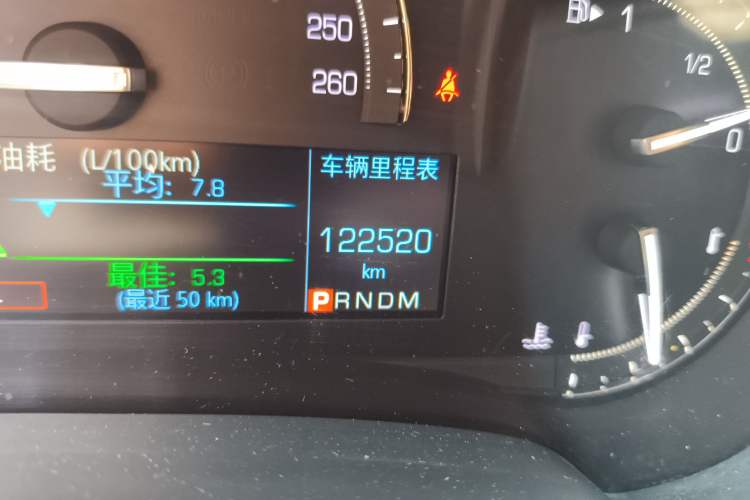 250
260
1
1/2
0
油耗 (L/100km)
平均: 7.8
最佳: 5.3
(最近 50 km)
车辆里程表
122520
km
PRNDM